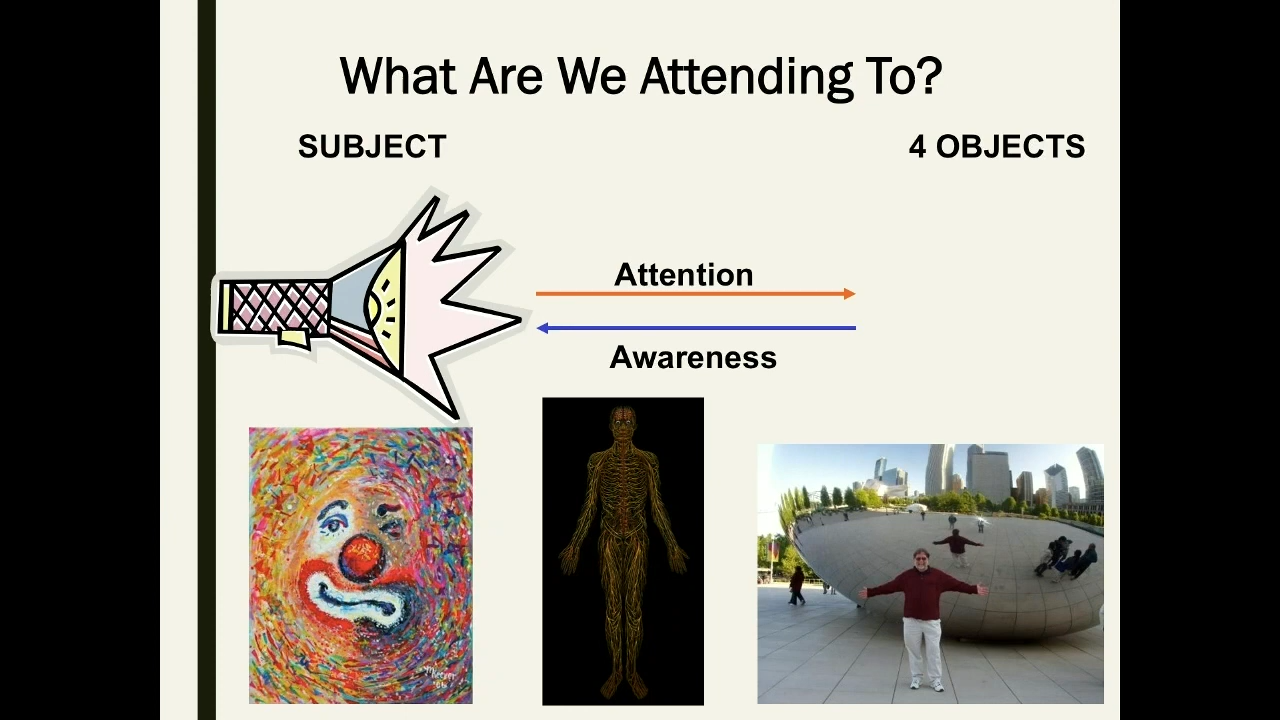 What Are We Attending To?
SUBJECT
4 OBJECTS
Attention
Awareness